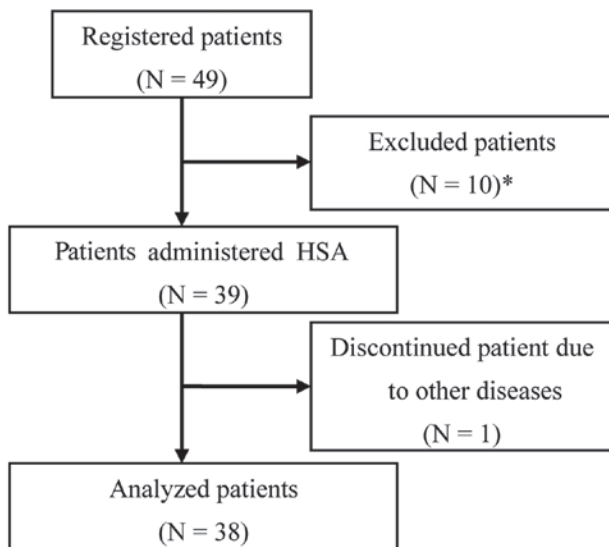 Registered patients
(N = 49)
Excluded patients
(N = 10)*
Patients administered HSA
(N = 39)
Discontinued patient due
to other diseases
(N = 1)
Analyzed patients
(N = 38)